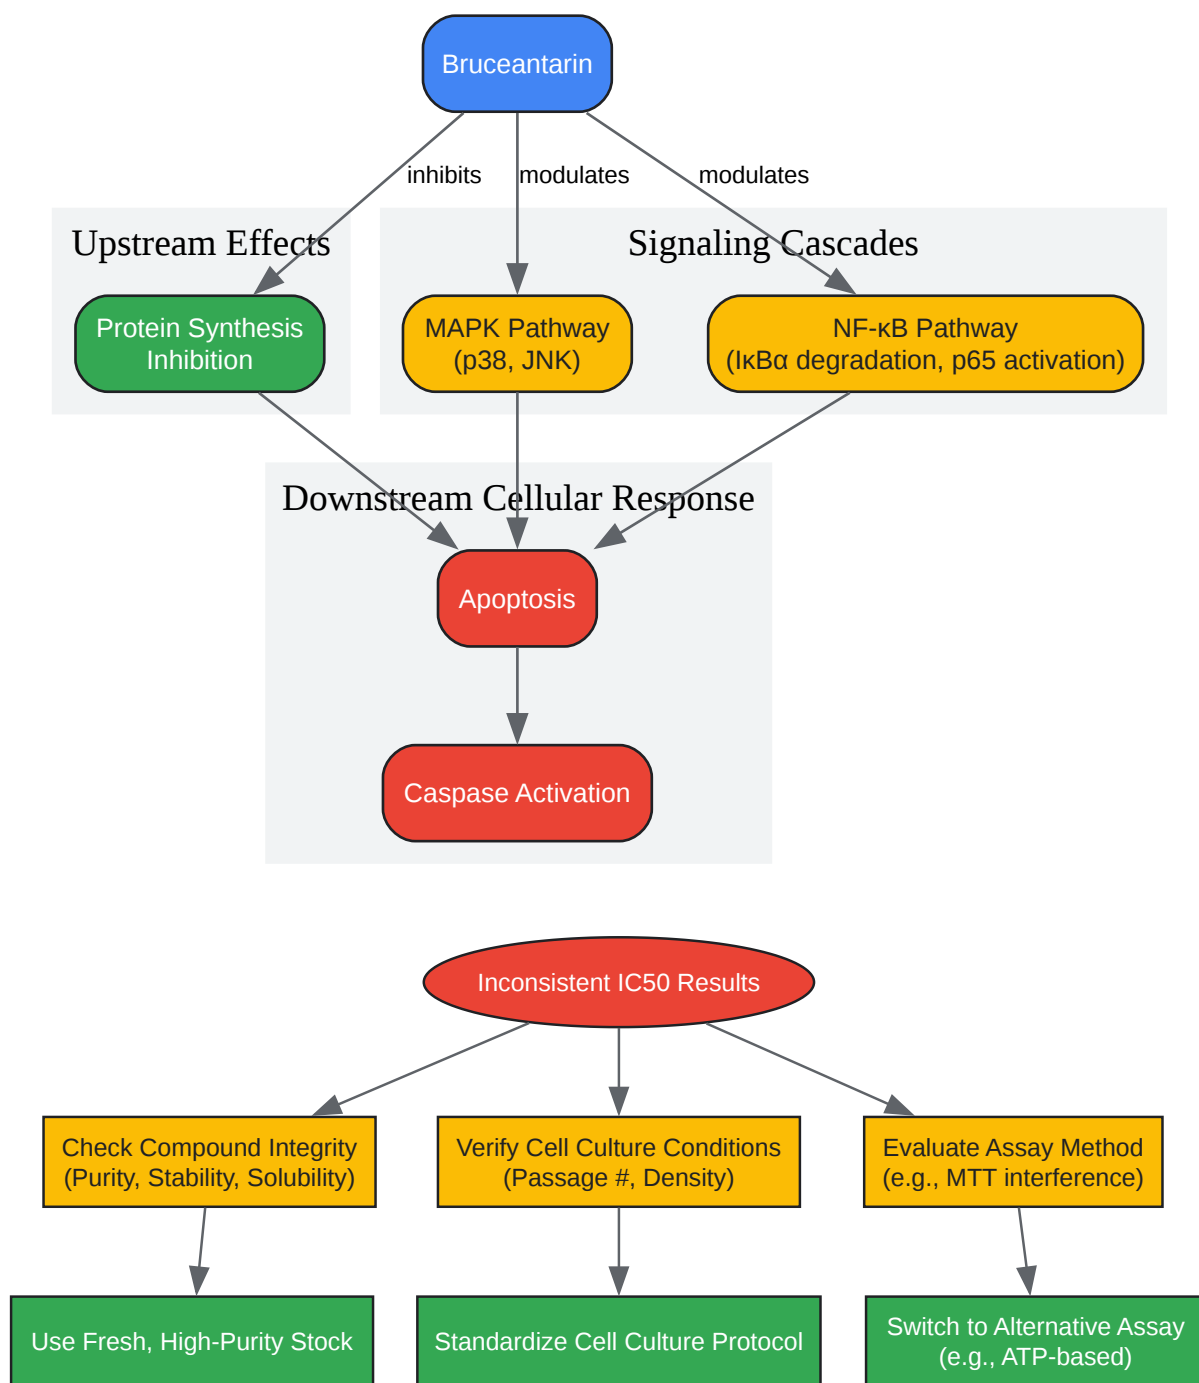 Bruceantarin
inhibits
modulates
modulates
Upstream Effects
Signaling Cascades
Protein Synthesis
Inhibition
MAPK Pathway
(p38, JNK)
NF-κB Pathway
(IκBα degradation, p65 activation)
Downstream Cellular Response
Apoptosis
Caspase Activation
Inconsistent IC50 Results
Check Compound Integrity
(Purity, Stability, Solubility)
Verify Cell Culture Conditions
(Passage #, Density)
Evaluate Assay Method
(e.g., MTT interference)
Use Fresh, High-Purity Stock
Standardize Cell Culture Protocol
Switch to Alternative Assay
(e.g., ATP-based)